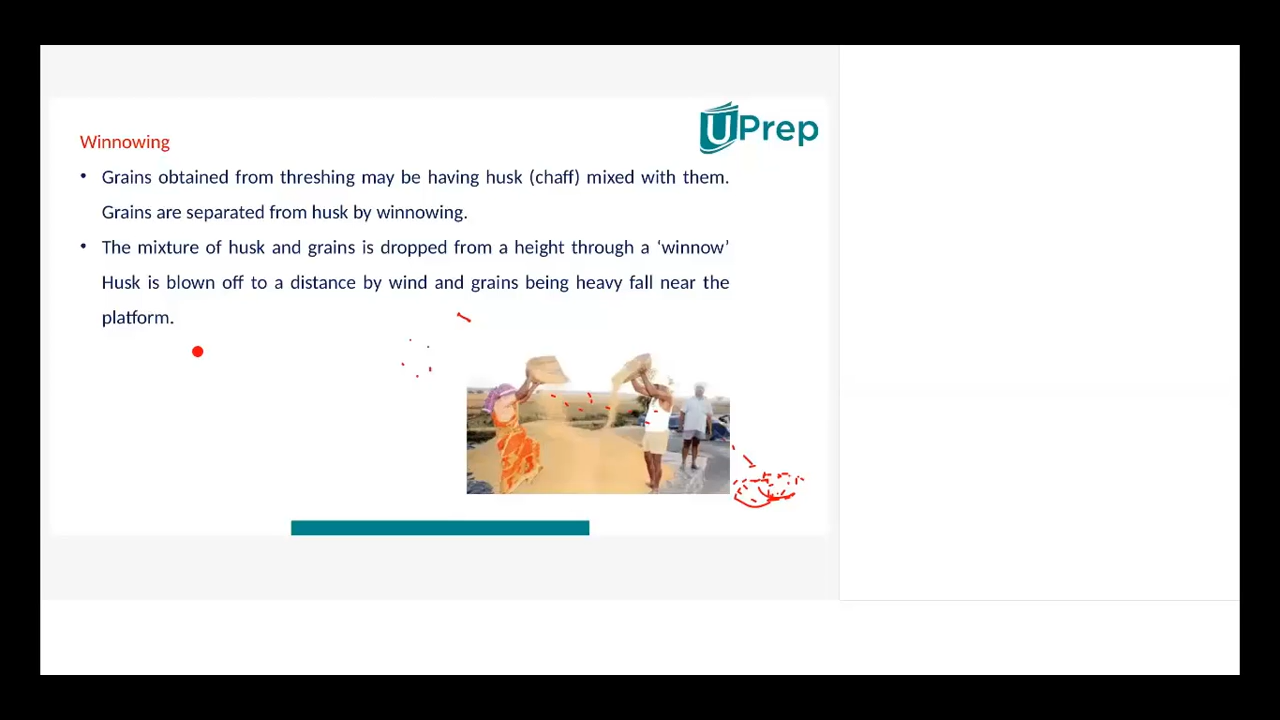 UPrep
Winnowing
• Grains obtained from threshing may be having husk (chaff) mixed with them.
Grains are separated from husk by winnowing.
• The mixture of husk and grains is dropped from a height through a ‘winnow’
Husk is blown off to a distance by wind and grains being heavy fall near the
platform.